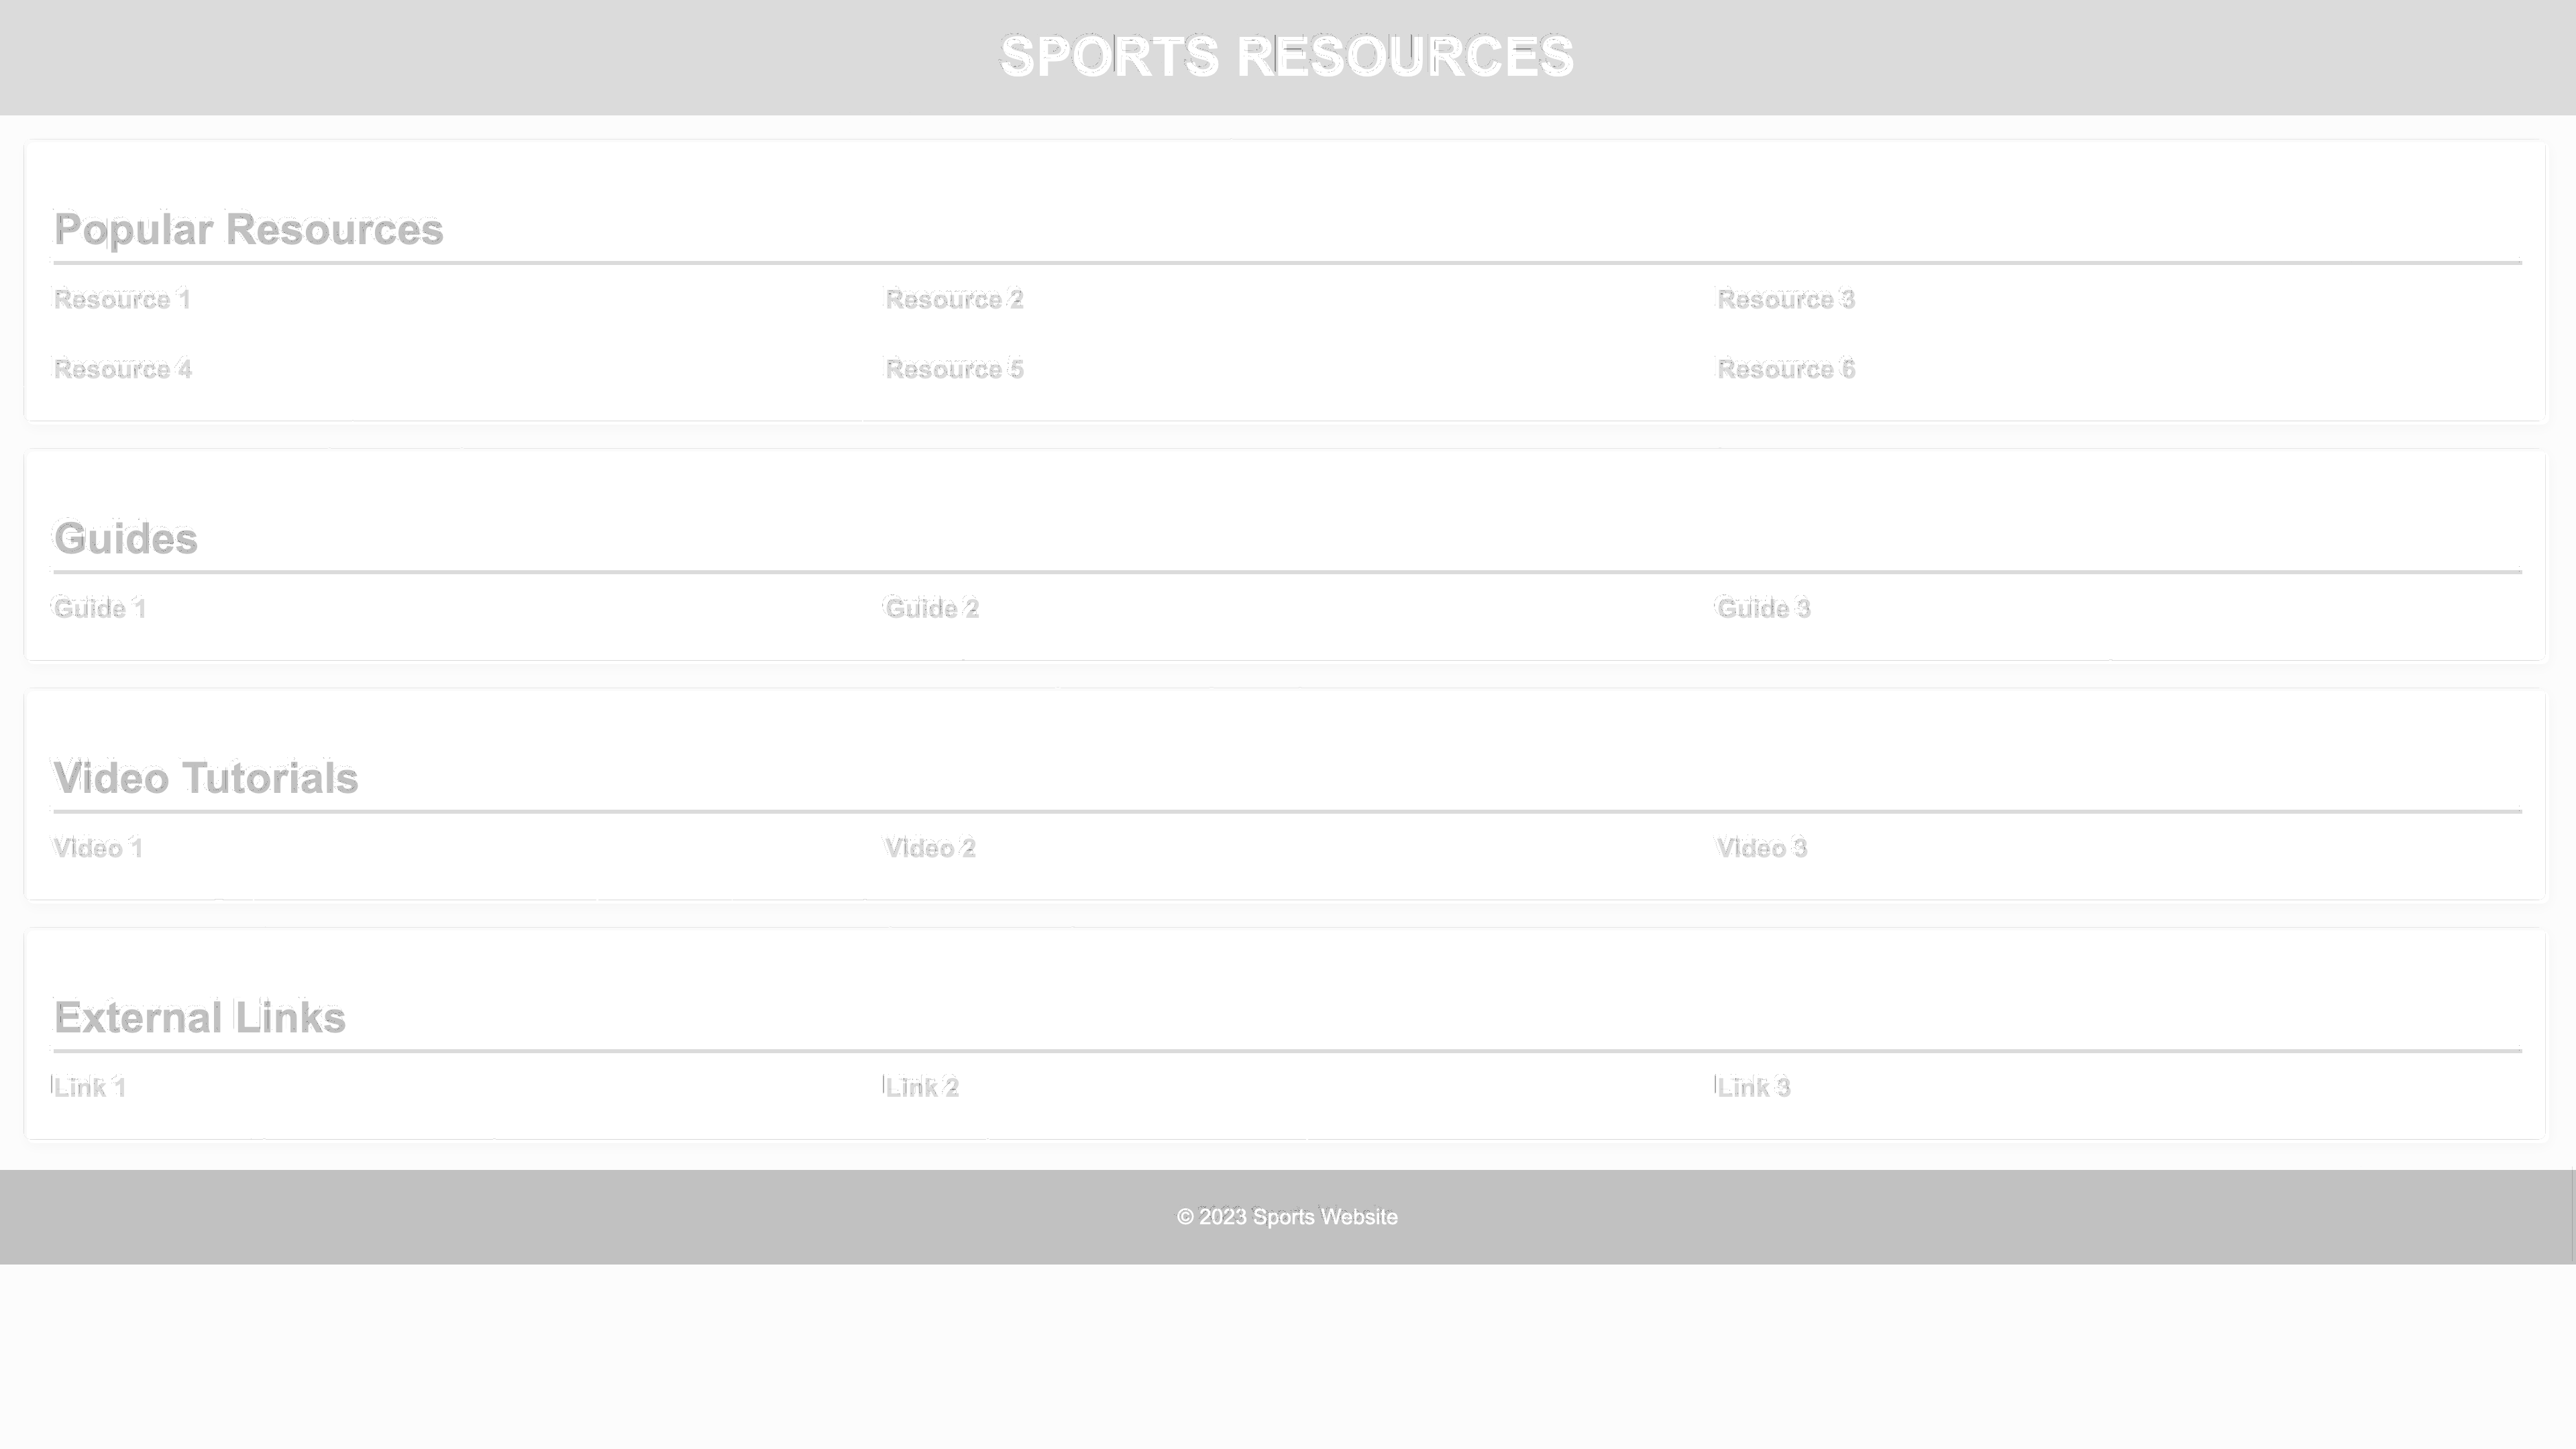 SPORTS RESOURCES
Popular Resources
Resource 1 Resource 2 Resource 3
Resource 4 Resource 5 Resource 6
Guides
Guide 1 Guide 2 Guide 3
Video Tutorials
Video 1 Video 2 Video 3
External Links
Link 1 Link 2 Link 3
© 2023 Sports Website